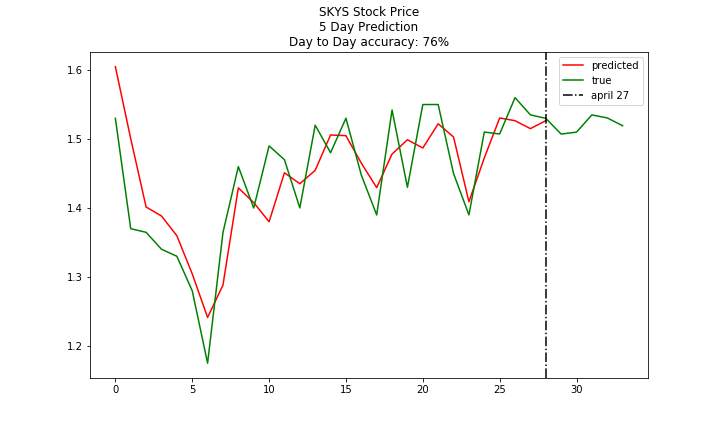 SKYS Stock Price
5 Day Prediction
Day to Day accuracy: 76%
predicted
true
april 27
1.6
1.5
1.4
1.3
1.2
0
5
10
15
20
25
30